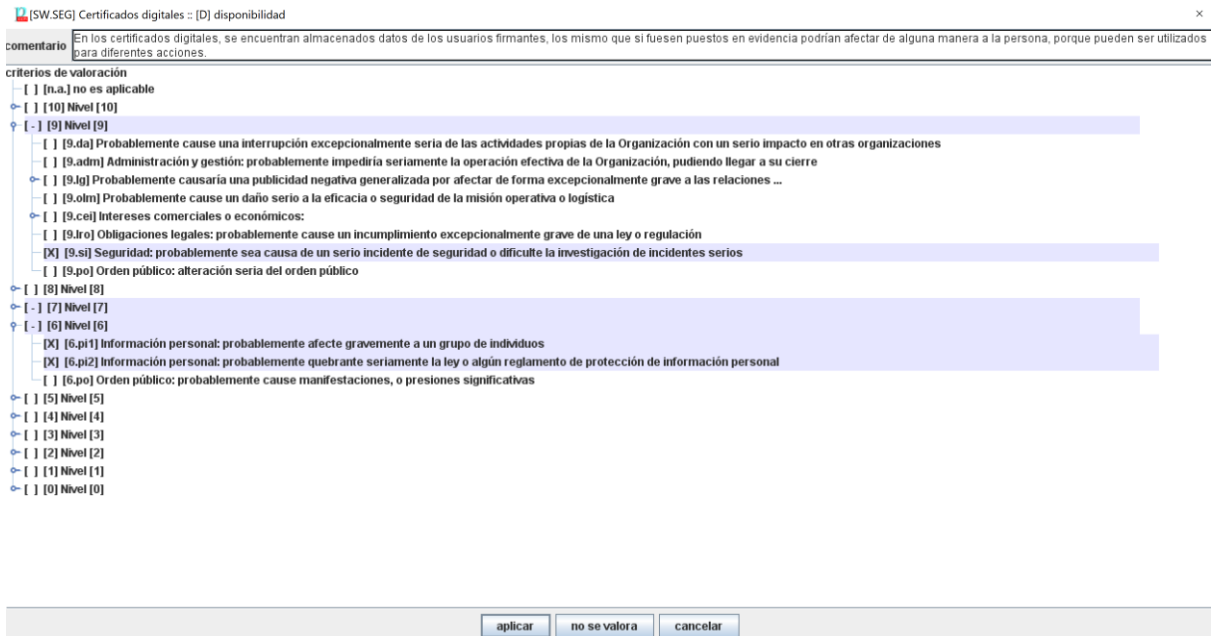 [SW.SEG] Certificados digitales :: [D] disponibilidad
comentario
En los certificados digitales, se encuentran almacenados datos de los usuarios firmantes, los mismo que si fuesen puestos en evidencia podrían afectar de alguna manera a la persona, porque pueden ser utilizados
para diferentes acciones.
criterios de valoración
[ ] [n.a.] no es aplicable
[ ] [10] Nivel [10]
[ - ] [9] Nivel [9]
[ ] [9.da] Probablemente cause una interrupción excepcionalmente seria de las actividades propias de la Organización con un serio impacto en otras organizaciones
[ ] [9.adm] Administración y gestión: probablemente impediría seriamente la operación efectiva de la Organización, pudiendo llegar a su cierre
[ ] [9.lg] Probablemente causaría una publicidad negativa generalizada por afectar de forma excepcionalmente grave a las relaciones ...
[ ] [9.olm] Probablemente cause un daño serio a la eficacia o seguridad de la misión operativa o logística
[ ] [9.cei] Intereses comerciales o económicos:
[ ] [9.lro] Obligaciones legales: probablemente cause un incumplimiento excepcionalmente grave de una ley o regulación
[X] [9.si] Seguridad: probablemente sea causa de un serio incidente de seguridad o dificulte la investigación de incidentes serios
[ ] [9.po] Orden público: alteración seria del orden público
[ ] [8] Nivel [8]
[ - ] [7] Nivel [7]
[ - ] [6] Nivel [6]
[X] [6.pi1] Información personal: probablemente afecte gravemente a un grupo de individuos
[X] [6.pi2] Información personal: probablemente quebrante seriamente la ley o algún reglamento de protección de información personal
[ ] [6.po] Orden público: probablemente cause manifestaciones, o presiones significativas
[ ] [5] Nivel [5]
[ ] [4] Nivel [4]
[ ] [3] Nivel [3]
[ ] [2] Nivel [2]
[ ] [1] Nivel [1]
[ ] [0] Nivel [0]
aplicar no se valora cancelar